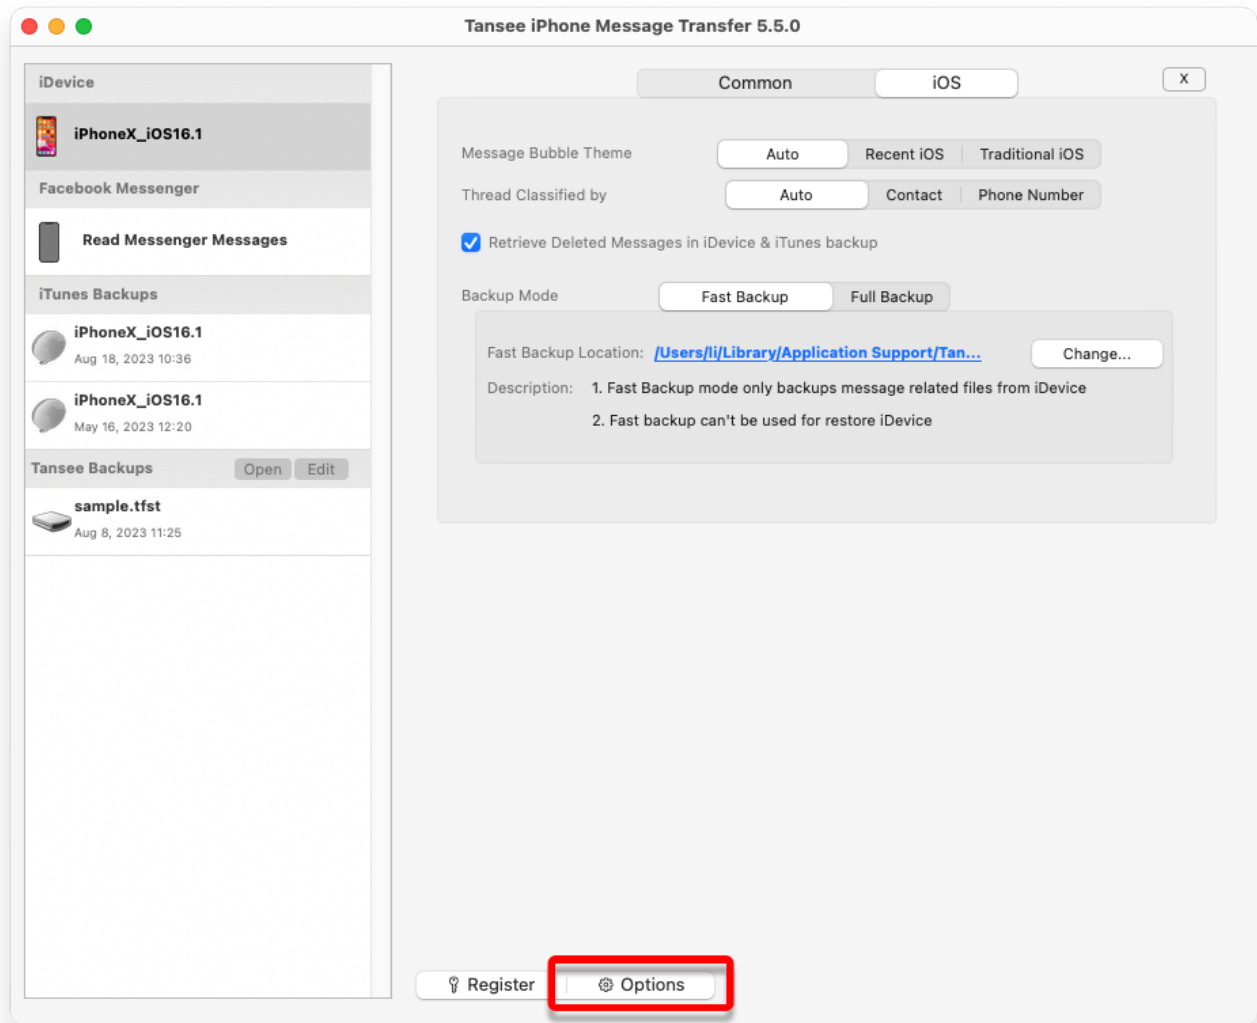 Tansee iPhone Message Transfer 5.5.0
iDevice
iPhoneX_iOS16.1
Facebook Messenger
Read Messenger Messages
iTunes Backups
iPhoneX_iOS16.1
Aug 18, 2023 10:36
iPhoneX_iOS16.1
May 16, 2023 12:20
Tansee Backups Open Edit
sample.tfst
Aug 8, 2023 11:25
Common iOS X
Message Bubble Theme Auto Recent iOS Traditional iOS
Thread Classified by Auto Contact Phone Number
Retrieve Deleted Messages in iDevice & iTunes backup
Backup Mode Fast Backup Full Backup
Fast Backup Location: /Users/li/Library/Application Support/Tan... Change...
Description: 1. Fast Backup mode only backups message related files from iDevice
2. Fast backup can't be used for restore iDevice
Register Options